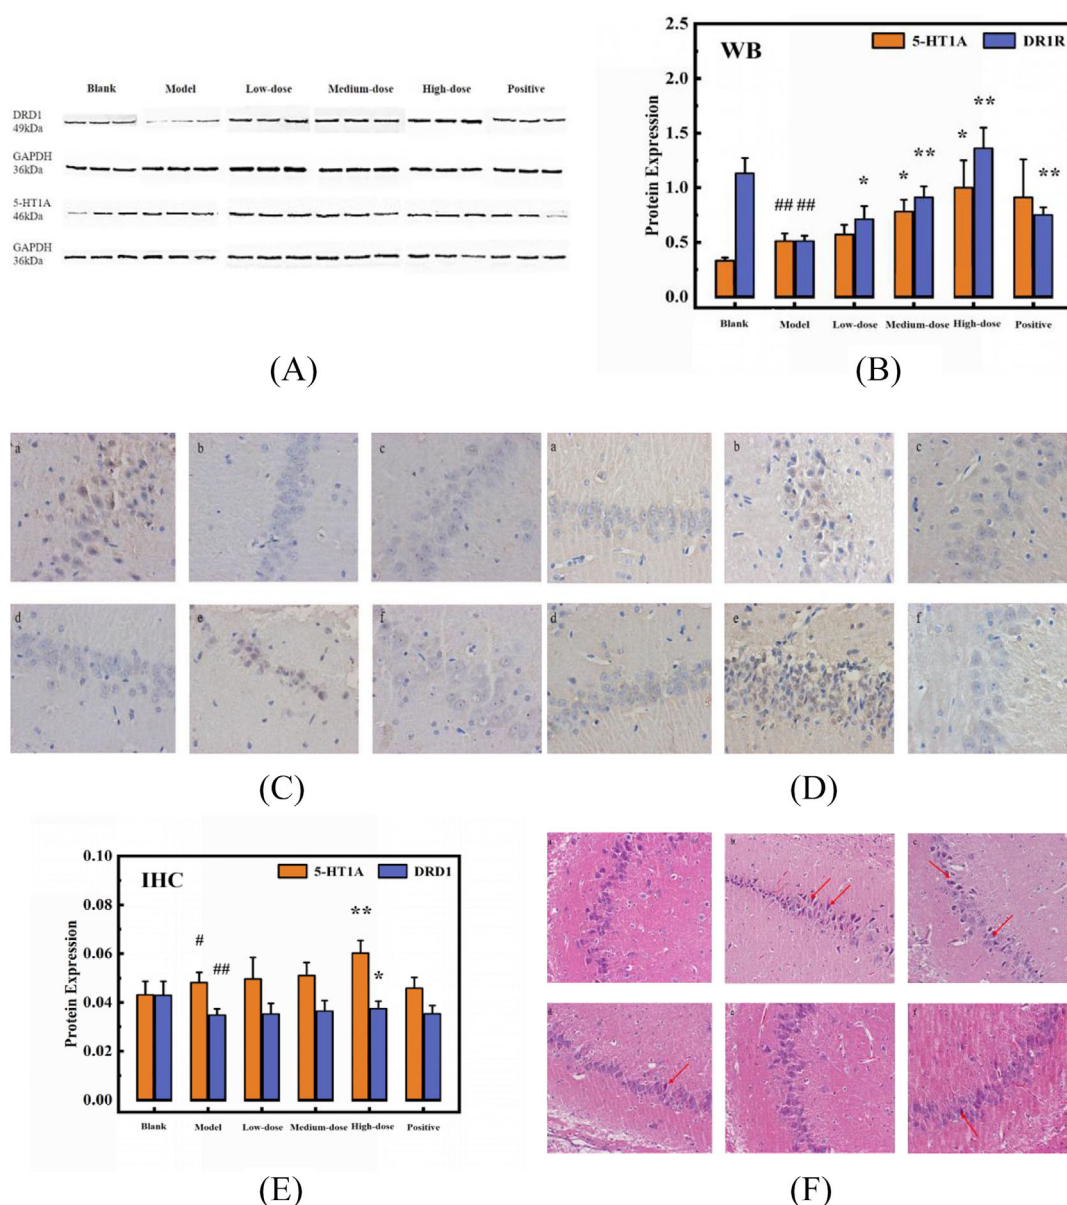 Blank Model Low-dose Medium-dose High-dose Positive
DRD1
49kDa
GAPDH
36kDa
5-HT1A
46kDa
GAPDH
36kDa
(A)
WB
5-HT1A DR1R
Protein Expression
2.5
2.0
1.5
1.0
0.5
0.0
## ## * * ** * ** **
Blank Model Low-dose Medium-dose High-dose Positive
(B)
a b c
d e f
(C)
a b c
d e f
(D)
IHC
5-HT1A DRD1
Protein Expression
0.10
0.08
0.06
0.04
0.02
0.00
# ## ** *
Blank Model Low-dose Medium-dose High-dose Positive
(E)
a b c
d e f
(F)